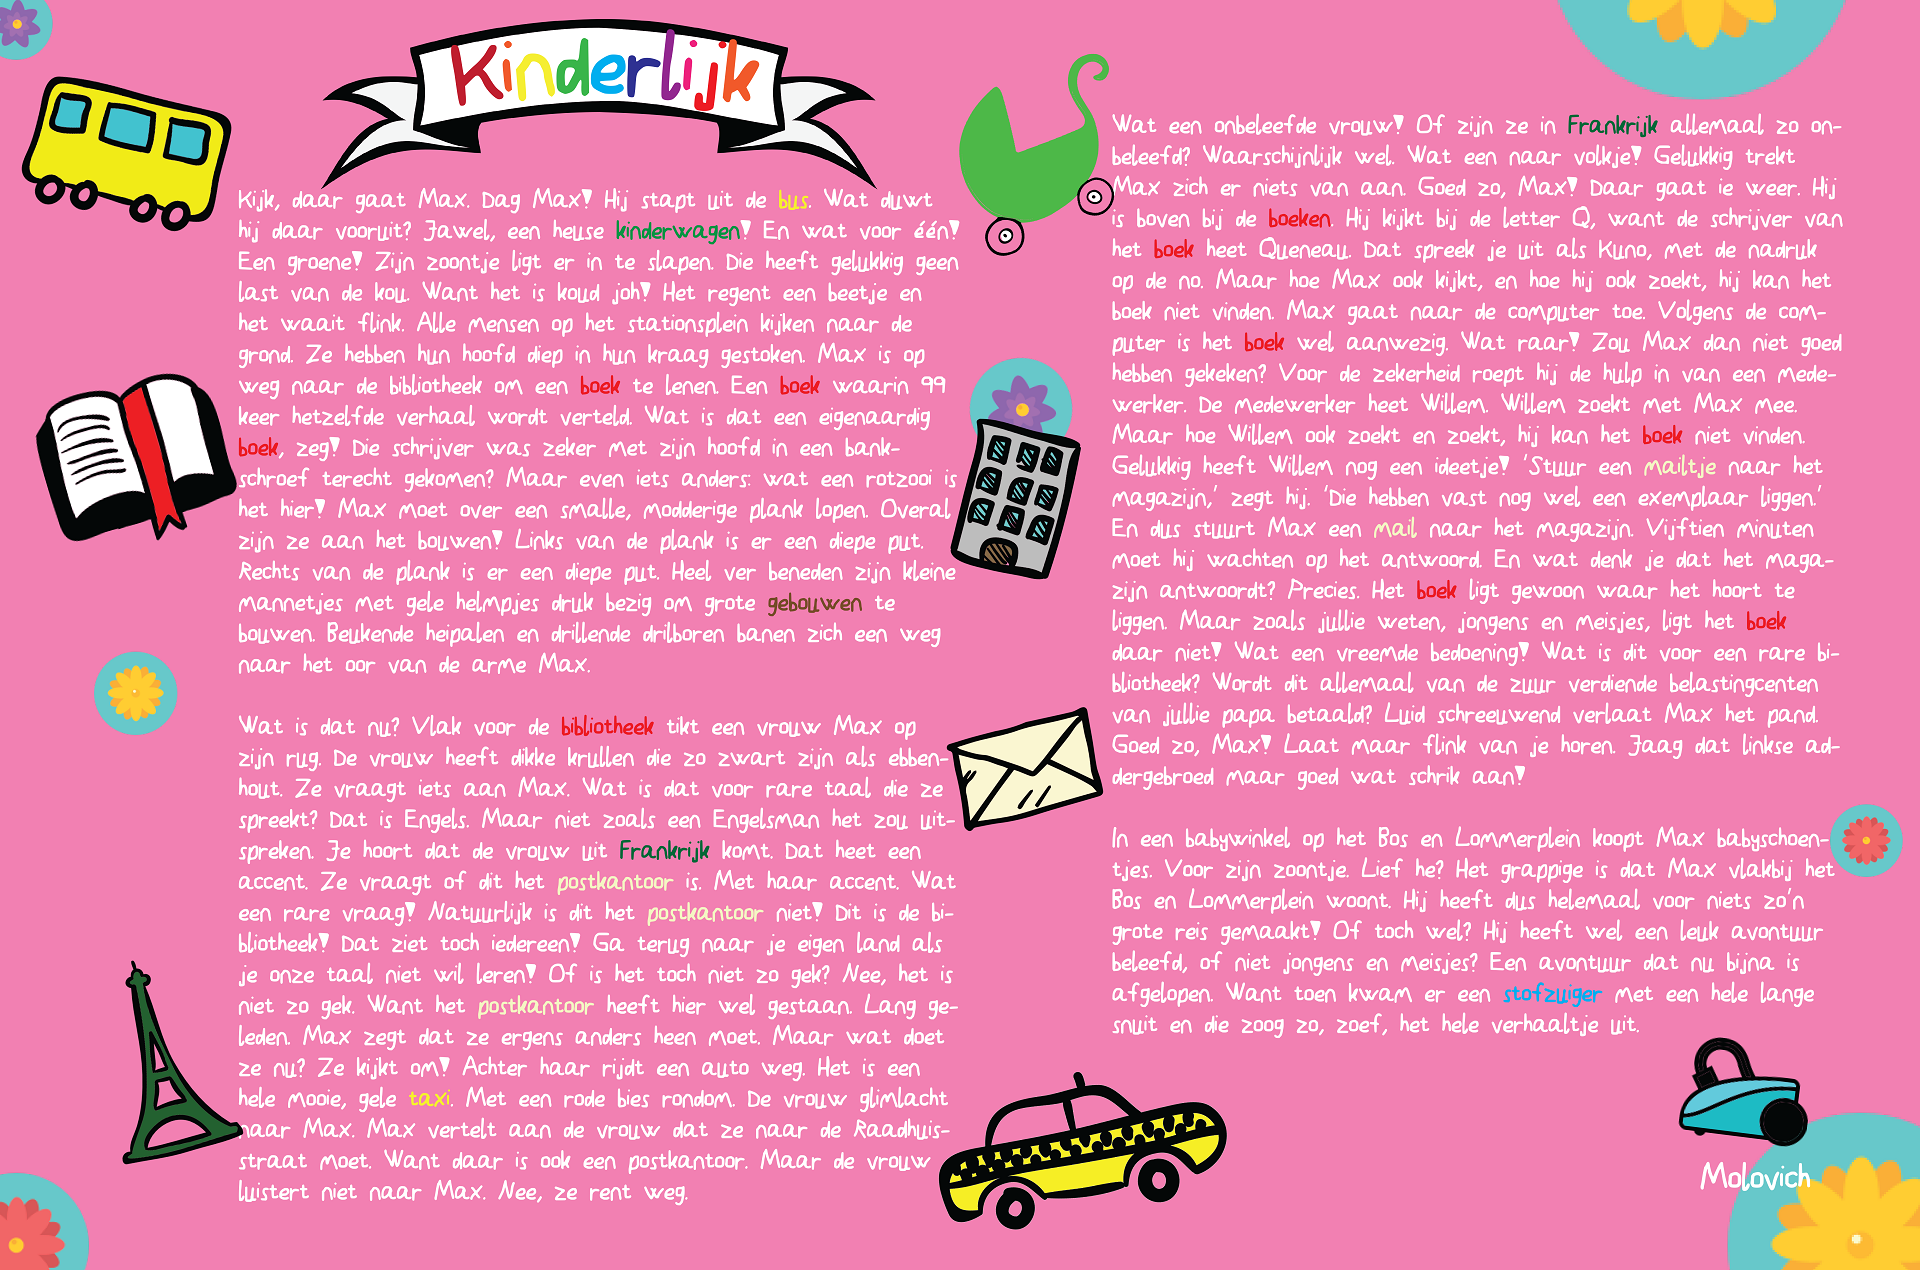 Kinderlijk
Kijk, daar gaat Max. Dag Max! Hij stapt uit de bus. Wat duwt
hij daar vooruit? Jawel, een heuse kinderwagen! En wat voor één!
Een groene! Zijn zoontje ligt er in te slapen. Die heeft gelukkig geen
last van de kou. Want het is koud joh! Het regent een beetje en
het waait flink. Alle mensen op het stationsplein kijken naar de
grond. Ze hebben hun hoofd diep in hun kraag gestoken. Max is op
weg naar de bibliotheek om een boek te lenen. Een boek waarin 99
keer hetzelfde verhaal wordt verteld. Wat is dat een eigenaardig
boek, zeg! Die schrijver was zeker met zijn hoofd in een bank-
schroef terecht gekomen? Maar even iets anders: wat een rotzooi is
het hier! Max moet over een smalle, modderige plank lopen. Overal
zijn ze aan het bouwen! Links van de plank is er een diepe put.
Rechts van de plank is er een diepe put. Heel ver beneden zijn kleine
mannetjes met gele helmpjes druk bezig om grote gebouwen te
bouwen. Beukende heipalen en drillende drilboren banen zich een weg
naar het oor van de arme Max.
Wat is dat nu? Vlak voor de bibliotheek tikt een vrouw Max op
zijn rug. De vrouw heeft dikke krullen die zo zwart zijn als ebben-
hout. Ze vraagt iets aan Max. Wat is dat voor rare taal die ze
spreekt? Dat is Engels. Maar niet zoals een Engelsman het zou uit-
spreken. Je hoort dat de vrouw uit Frankrijk komt. Dat heet een
accent. Ze vraagt of dit het postkantoor is. Met haar accent. Wat
een rare vraag! Natuurlijk is dit het postkantoor niet! Dit is de bi-
bliotheek! Dat ziet toch iedereen! Ga terug naar je eigen land als
je onze taal niet wil leren! Of is het toch niet zo gek? Nee, het is
niet zo gek. Want het postkantoor heeft hier wel gestaan. Lang ge-
leden. Max zegt dat ze ergens anders heen moet. Maar wat doet
ze nu? Ze kijkt om! Achter haar rijdt een auto weg. Het is een
hele mooie, gele taxi. Met een rode bies rondom. De vrouw glimlacht
naar Max. Max vertelt aan de vrouw dat ze naar de Raadhuis-
straat moet. Want daar is ook een postkantoor. Maar de vrouw
luistert niet naar Max. Nee, ze rent weg.
Wat een onbeleefde vrouw! Of zijn ze in Frankrijk allemaal zo on-
beleefd? Waarschijnlijk wel. Wat een naar volkje! Gelukkig trekt
Max zich er niets van aan. Goed zo, Max! Daar gaat ie weer. Hij
is boven bij de boeken. Hij kijkt bij de letter Q, want de schrijver van
het boek heet Queneau. Dat spreek je uit als Kuno, met de nadruk
op de no. Maar hoe Max ook kijkt, en hoe hij ook zoekt, hij kan het
boek niet vinden. Max gaat naar de computer toe. Volgens de com-
puter is het boek wel aanwezig. Wat raar! Zou Max dan niet goed
hebben gekeken? Voor de zekerheid roept hij de hulp in van een mede-
werker. De medewerker heet Willem. Willem zoekt met Max mee.
Maar hoe Willem ook zoekt en zoekt, hij kan het boek niet vinden.
Gelukkig heeft Willem nog een ideetje! 'Stuur een mailtje naar het
magazijn,' zegt hij. 'Die hebben vast nog wel een exemplaar liggen.'
En dus stuurt Max een mail naar het magazijn. Vijftien minuten
moet hij wachten op het antwoord. En wat denk je dat het maga-
zijn antwoordt? Precies. Het boek ligt gewoon waar het hoort te
liggen. Maar zoals jullie weten, jongens en meisjes, ligt het boek
daar niet! Wat een vreemde bedoening! Wat is dit voor een rare bi-
bliotheek? Wordt dit allemaal van de zuur verdiende belastingcenten
van jullie papa betaald? Luid schreeuwend verlaat Max het pand.
Goed zo, Max! Laat maar flink van je horen. Jaag dat linkse ad-
dergebroed maar goed wat schrik aan!
In een babywinkel op het Bos en Lommerplein koopt Max babyschoen-
tjes. Voor zijn zoontje. Lief he? Het grappige is dat Max vlakbij het
Bos en Lommerplein woont. Hij heeft dus helemaal voor niets zo'n
grote reis gemaakt! Of toch wel? Hij heeft wel een leuk avontuur
beleefd, of niet jongens en meisjes? Een avontuur dat nu bijna is
afgelopen. Want toen kwam er een stofzuiger met een hele lange
snuit en die zoog zo, zoef, het hele verhaaltje uit.
Molovich